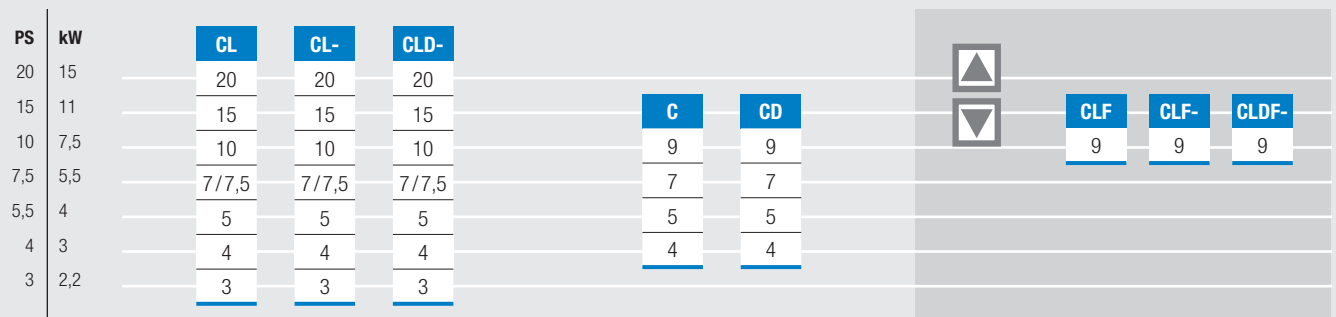 PS kW CL CL- CLD-
20 15 20 20 20
15 11 15 15 15 C CD CLF CLF- CLDF-
10 7,5 10 10 10 9 9 9 9 9
7,5 5,5 7/7,5 7/7,5 7/7,5 7 7
5,5 4 5 5 5 5 5
4 3 4 4 4 4 4
3 2,2 3 3 3